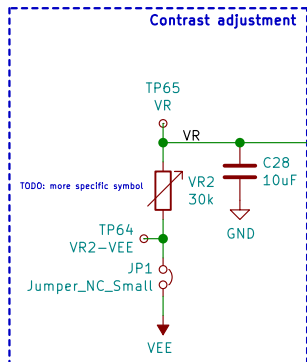 Contrast adjustment
TP65
VR
VR
C28
10uF
TODO: more specific symbol
VR2
30k
GND
TP64
VR2-VEE
JP1
Jumper_NC_Small
VEE